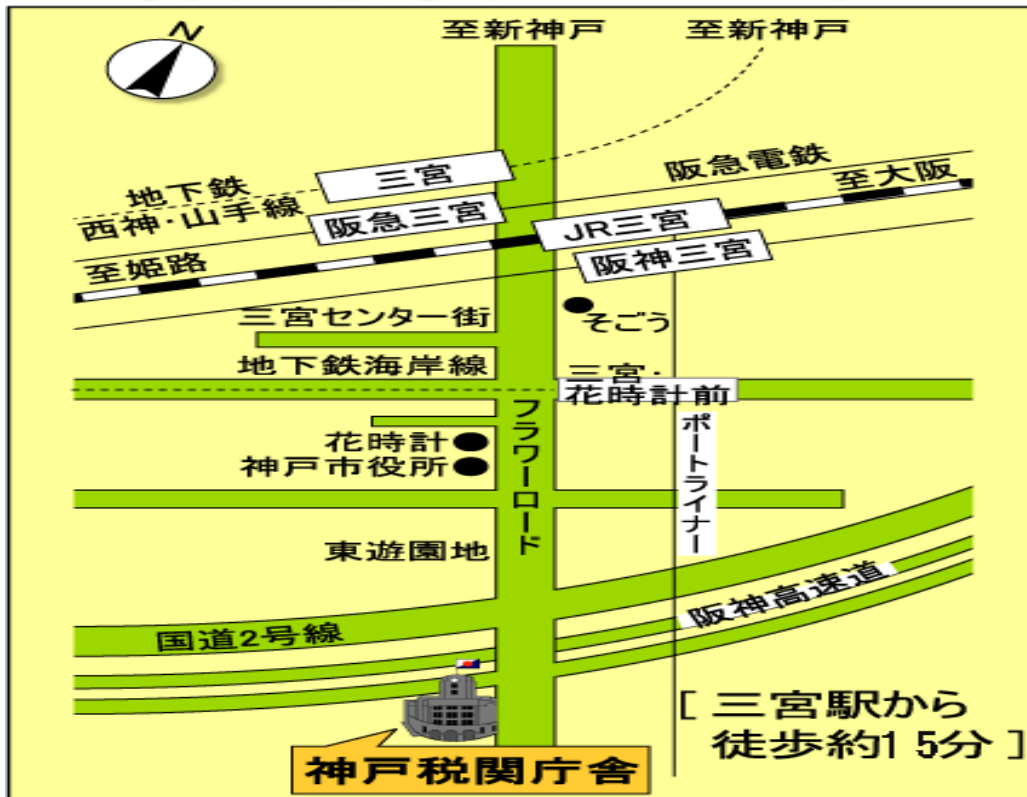 N
至新神戸
至新神戸
三宮
阪急電鉄
至大阪
地下鉄
西神・山手線
阪急三宮
JR三宮
阪神三宮
至姫路
そごう
三宮センター街
地下鉄海岸線
三宮・
花時計前
フラワーロード
ポートライナー
花時計
神戸市役所
東遊園地
阪神高速道
国道2号線
[ 三宮駅から
徒歩約15分 ]
神戸税関庁舎